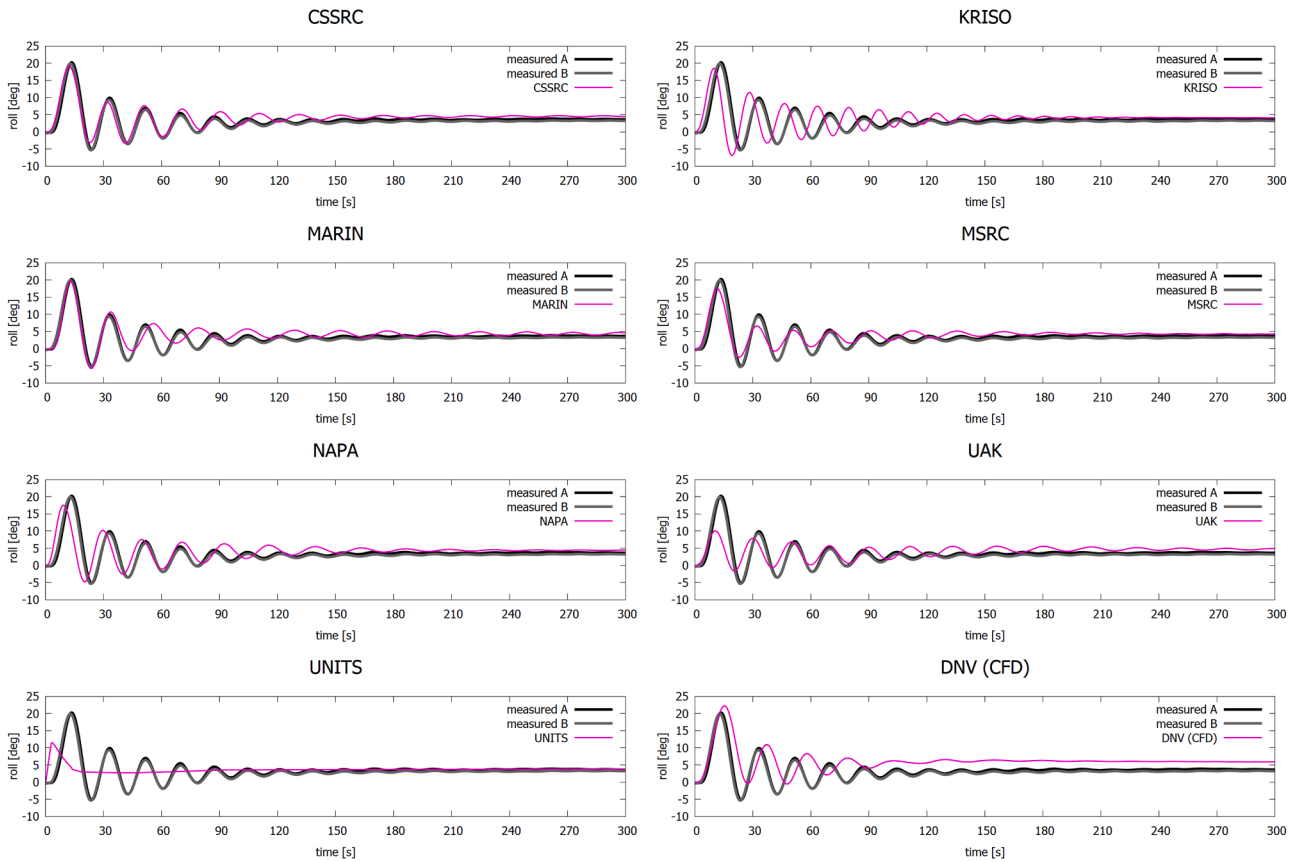 CSSRC
roll [deg]
25
20
15
10
5
0
-5
-10
measured A
measured B
CSSRC
0 30 60 90 120 150 180 210 240 270 300
time [s]
KRISO
roll [deg]
25
20
15
10
5
0
-5
-10
measured A
measured B
KRISO
0 30 60 90 120 150 180 210 240 270 300
time [s]
MARIN
roll [deg]
25
20
15
10
5
0
-5
-10
measured A
measured B
MARIN
0 30 60 90 120 150 180 210 240 270 300
time [s]
MSRC
roll [deg]
25
20
15
10
5
0
-5
-10
measured A
measured B
MSRC
0 30 60 90 120 150 180 210 240 270 300
time [s]
NAPA
roll [deg]
25
20
15
10
5
0
-5
-10
measured A
measured B
NAPA
0 30 60 90 120 150 180 210 240 270 300
time [s]
UAK
roll [deg]
25
20
15
10
5
0
-5
-10
measured A
measured B
UAK
0 30 60 90 120 150 180 210 240 270 300
time [s]
UNITS
roll [deg]
25
20
15
10
5
0
-5
-10
measured A
measured B
UNITS
0 30 60 90 120 150 180 210 240 270 300
time [s]
DNV (CFD)
roll [deg]
25
20
15
10
5
0
-5
-10
measured A
measured B
DNV (CFD)
0 30 60 90 120 150 180 210 240 270 300
time [s]